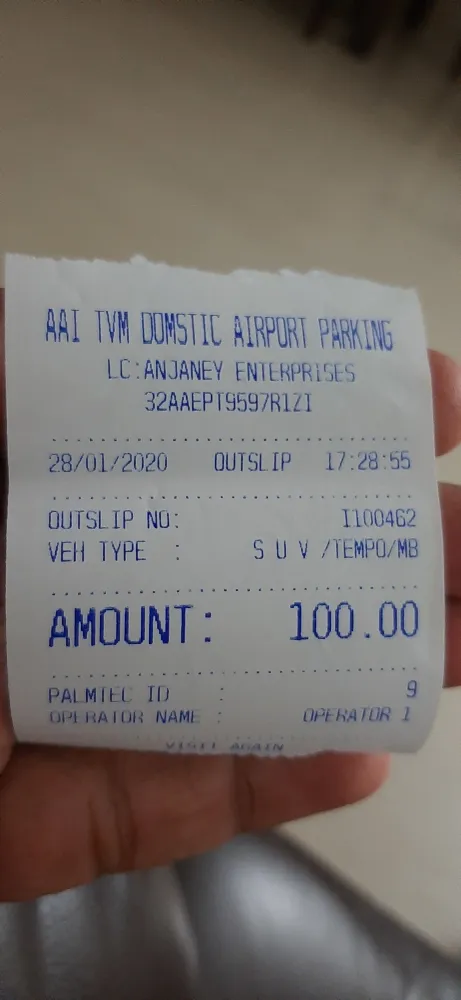 AAI TVM DOMSTIC AIRPORT PARKING
LC:ANJANEY ENTERPRISES
32AAEPT9597R1ZI
28/01/2020 OUTSLIP 17:28:55
OUTSLIP NO: I100462
VEH TYPE : S U V /TEMPO/MB
AMOUNT: 100.00
PALMTEC ID : 9
OPERATOR NAME : OPERATOR 1
VISIT AGAIN